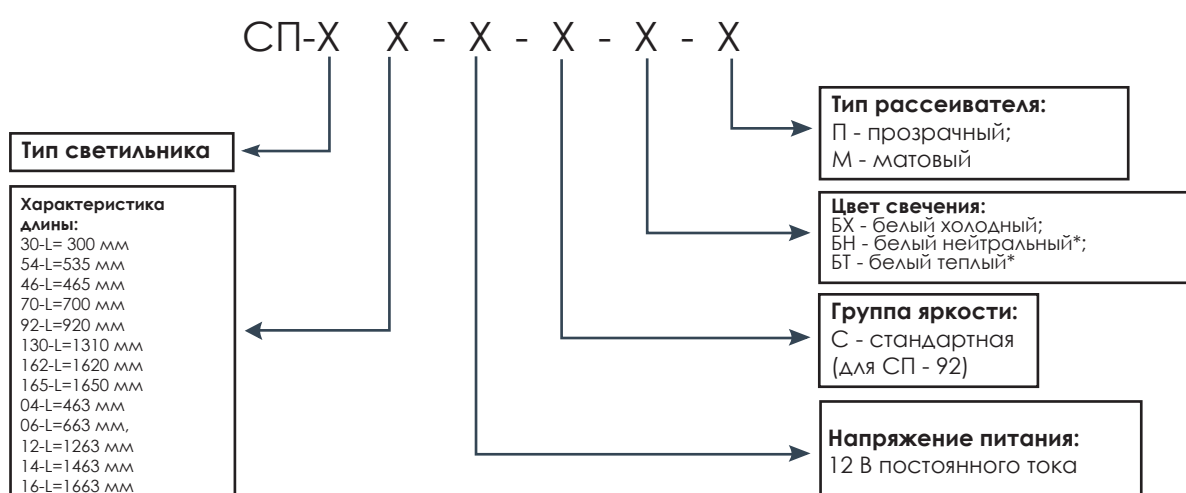 СП-Х Х - Х - Х - Х - Х
Тип светильника
Характеристика
длины:
30-L= 300 мм
54-L=535 мм
46-L=465 мм
70-L=700 мм
92-L=920 мм
130-L=1310 мм
162-L=1620 мм
165-L=1650 мм
04-L=463 мм
06-L=663 мм,
12-L=1263 мм
14-L=1463 мм
16-L=1663 мм
Тип рассеивателя:
П - прозрачный;
М - матовый
Цвет свечения:
БХ - белый холодный;
БН - белый нейтральный*;
БТ - белый теплый*
Группа яркости:
С - стандартная
(для СП - 92)
Напряжение питания:
12 В постоянного тока